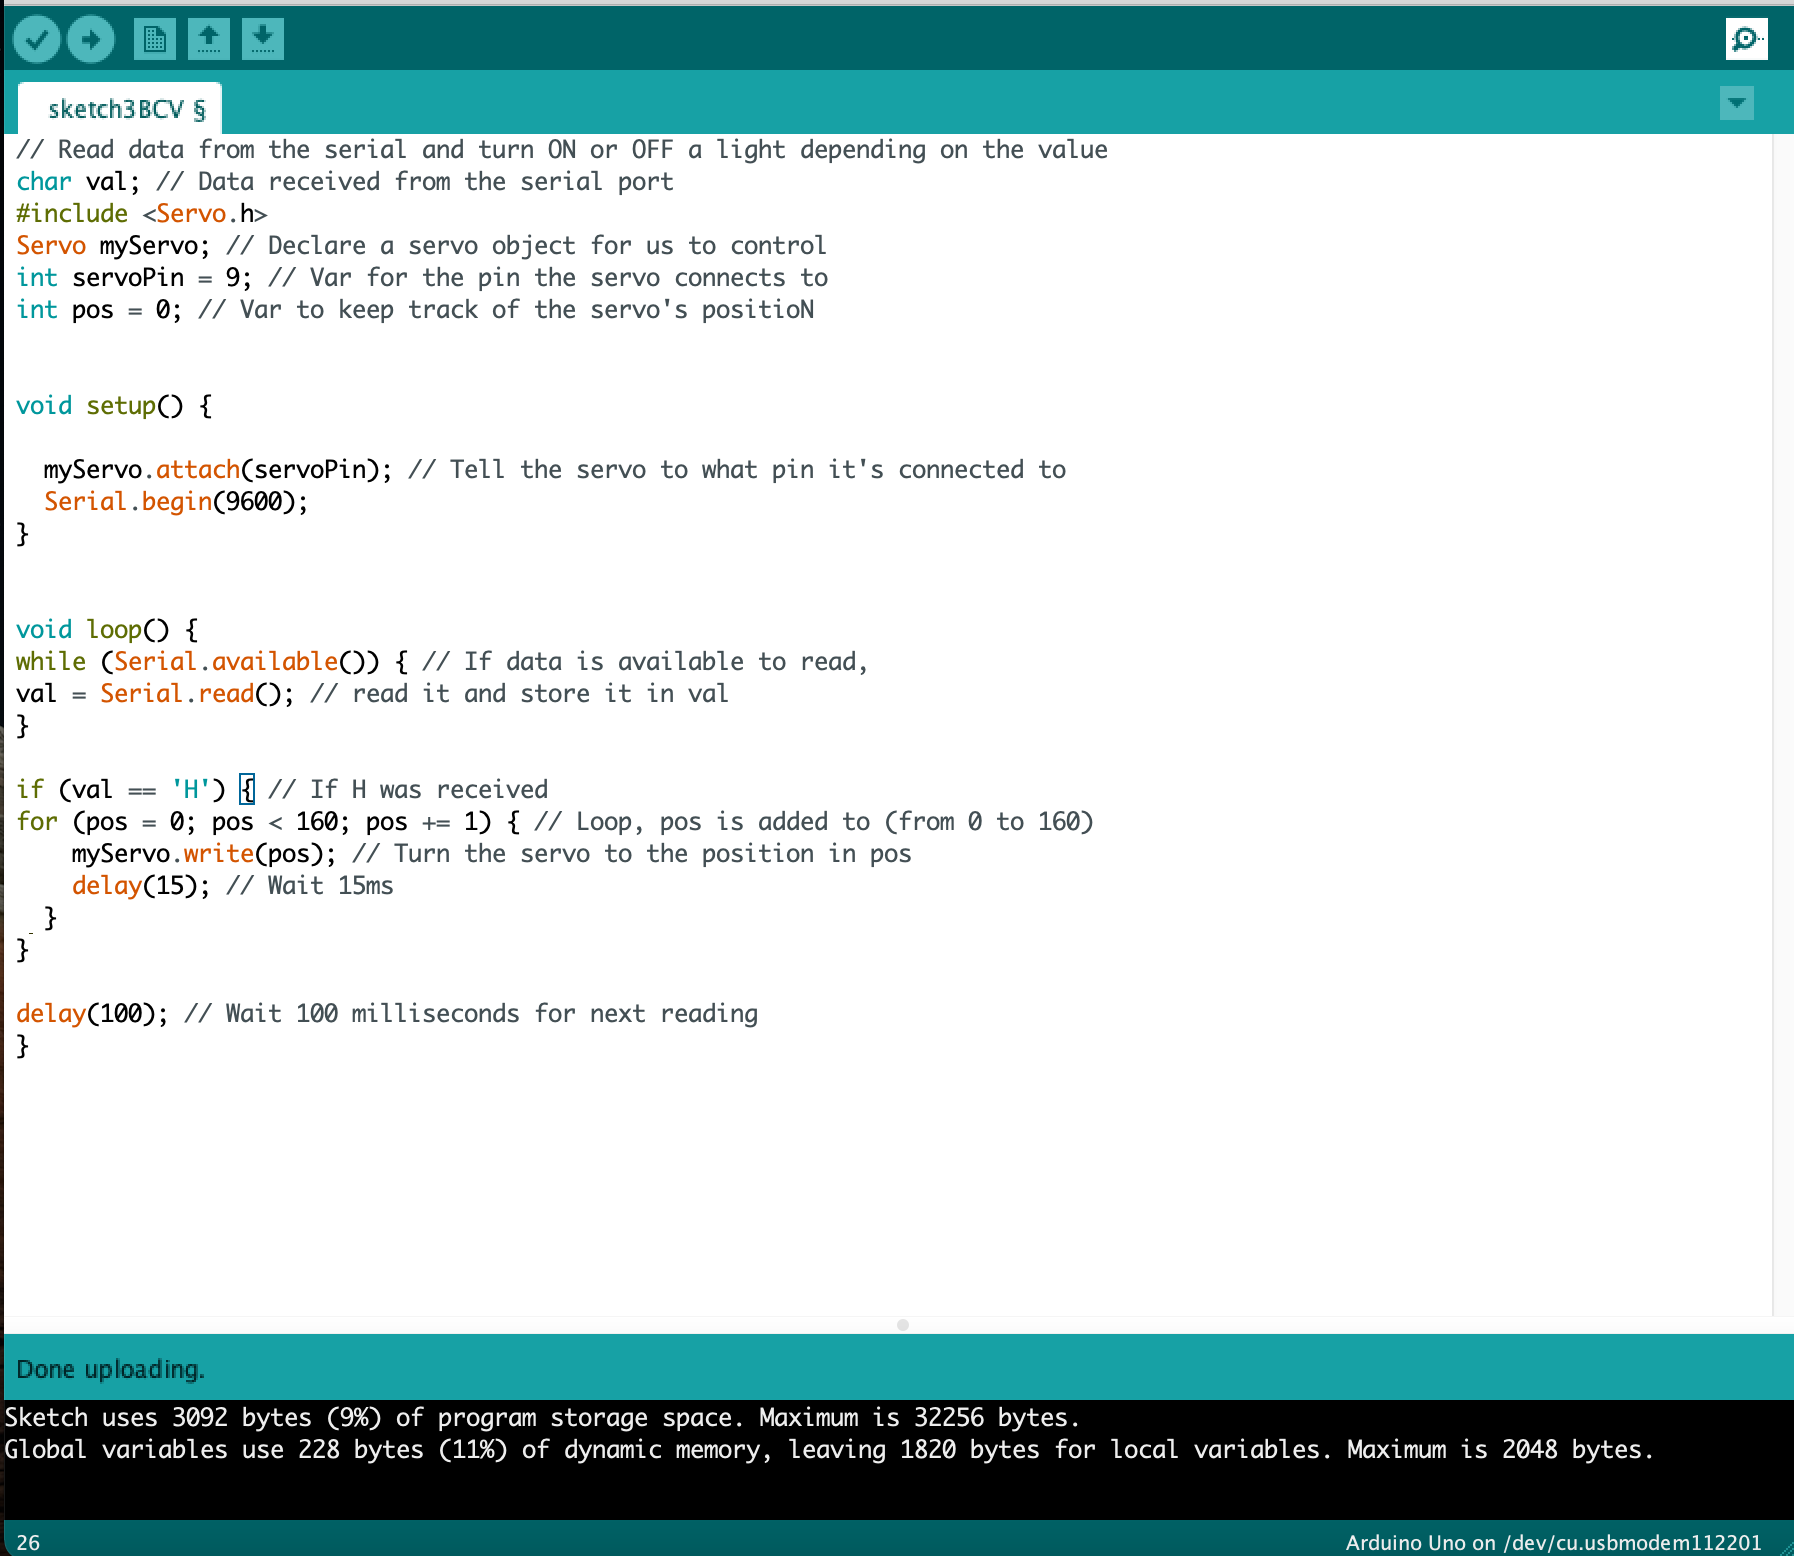 sketch3BCV §
// Read data from the serial and turn ON or OFF a light depending on the value
char val; // Data received from the serial port
#include <Servo.h>
Servo myServo; // Declare a servo object for us to control
int servoPin = 9; // Var for the pin the servo connects to
int pos = 0; // Var to keep track of the servo's positioN
void setup() {
myServo.attach(servoPin); // Tell the servo to what pin it's connected to
Serial.begin(9600);
}
void loop() {
while (Serial.available()) { // If data is available to read,
val = Serial.read(); // read it and store it in val
}
if (val == 'H') { // If H was received
for (pos = 0; pos < 160; pos += 1) { // Loop, pos is added to (from 0 to 160)
myServo.write(pos); // Turn the servo to the position in pos
delay(15); // Wait 15ms
}
}
delay(100); // Wait 100 milliseconds for next reading
}
Done uploading.
Sketch uses 3092 bytes (9%) of program storage space. Maximum is 32256 bytes.
Global variables use 228 bytes (11%) of dynamic memory, leaving 1820 bytes for local variables. Maximum is 2048 bytes.
26
Arduino Uno on /dev/cu.usbmodem112201